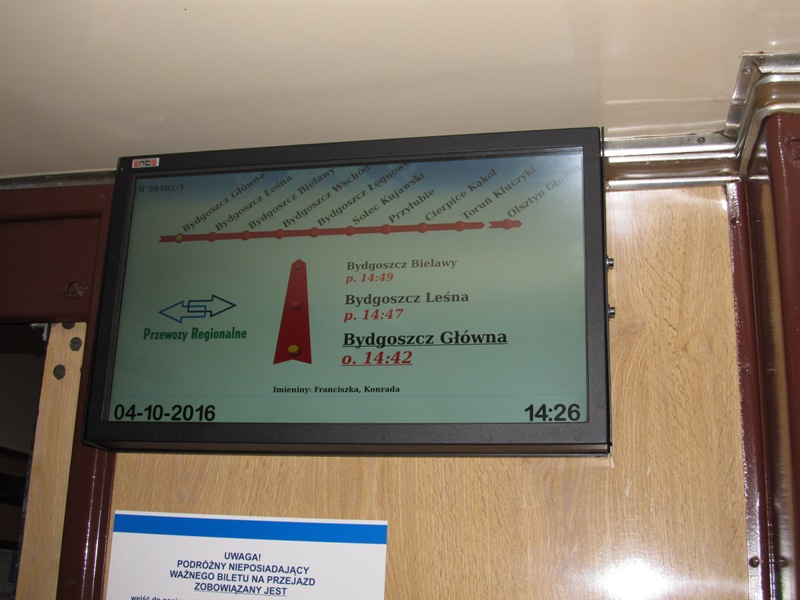 R 59402/3
Bydgoszcz Główna
Bydgoszcz Leśna
Bydgoszcz Bielawy
Bydgoszcz Wschód
Bydgoszcz Łęgnowo
Solec Kujawski
Przyłubie
Cierpice Kąkol
Toruń Kluczyki
Olsztyn
Bydgoszcz Bielawy
p. 14:49
Bydgoszcz Leśna
p. 14:47
Bydgoszcz Główna
o. 14:42
Przewozy Regionalne
Imieniny: Franciszka, Konrada
04-10-2016
14:26
UWAGA!
PODRÓŻNY NIEPOSIADAJĄCY
WAŻNEGO BILETU NA PRZEJAZD
ZOBOWIĄZANY JEST